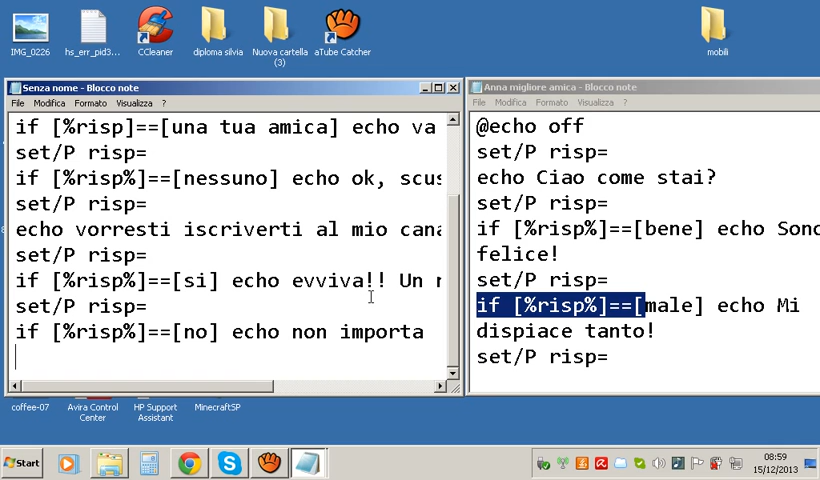 IMG_0226
hs_err_pid3...
CCleaner
diploma silvia
Nuova cartella
(3)
aTube Catcher
mobili
Senza nome - Blocco note
File Modifica Formato Visualizza ?
if [%risp]==[una tua amica] echo va
set/P risp=
if [%risp%]==[nessuno] echo ok, scus
set/P risp=
echo vorresti iscriverti al mio cana
set/P risp=
if [%risp%]==[si] echo evviva!! Un
set/P risp=
if [%risp%]==[no] echo non importa
Anna migliore amica - Blocco note
File Modifica Formato Visualizza ?
@echo off
set/P risp=
echo Ciao come stai?
set/P risp=
if [%risp%]==[bene] echo Sono
felice!
set/P risp=
if [%risp%]==[male] echo Mi
dispiace tanto!
set/P risp=
coffee-07
Avira Control
Center
HP Support
Assistant
MinecraftSP
Start
08:59
15/12/2013